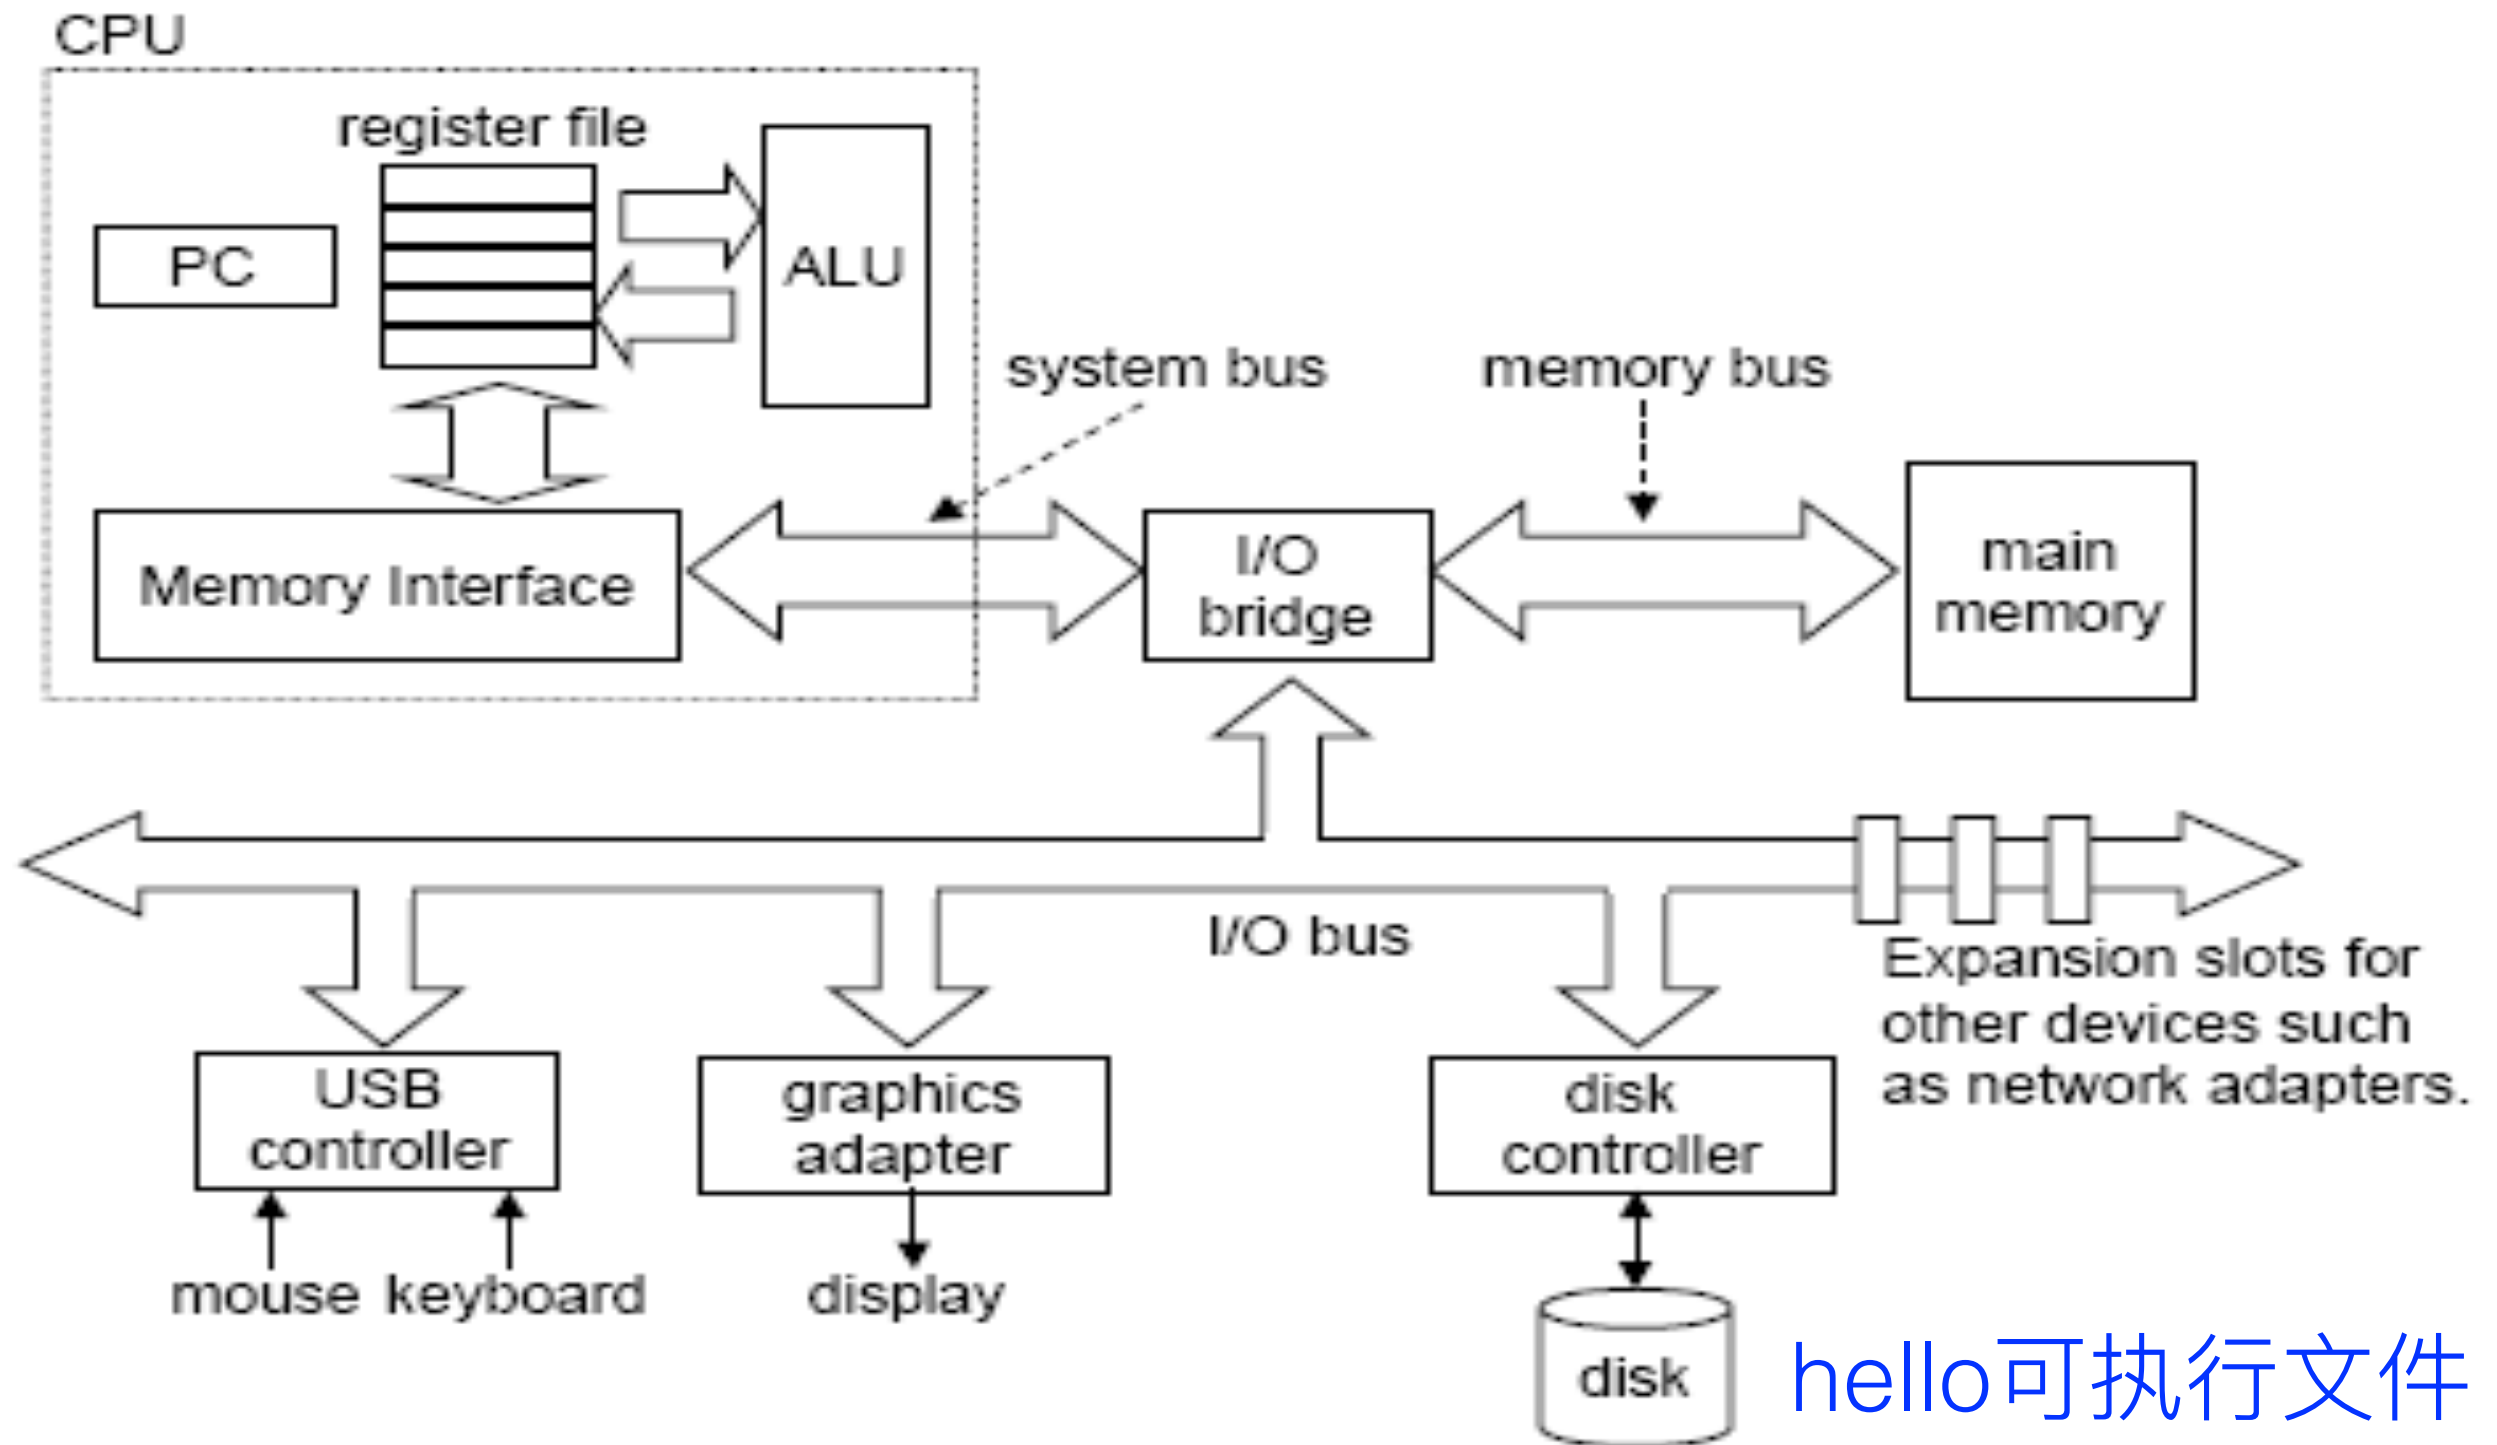 CPU
register file
PC
ALU
system bus
memory bus
Memory Interface
I/O
bridge
main
memory
I/O bus
Expansion slots for
other devices such
as network adapters.
USB
controller
graphics
adapter
disk
controller
mouse
keyboard
display
disk
hello可执行文件